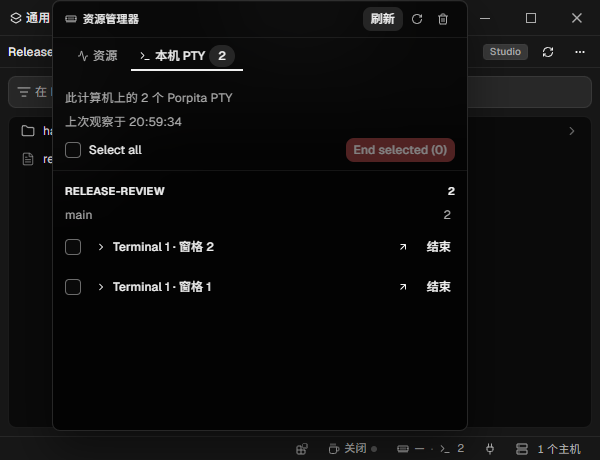 通用
资源管理器
刷新
Release
Studio
资源
本机 PTY 2
此计算机上的 2 个 Porpita PTY
上次观察于 20:59:34
Select all
End selected (0)
RELEASE-REVIEW 2
main 2
Terminal 1 · 窗格 2
结束
Terminal 1 · 窗格 1
结束
在
关闭
2
1 个主机